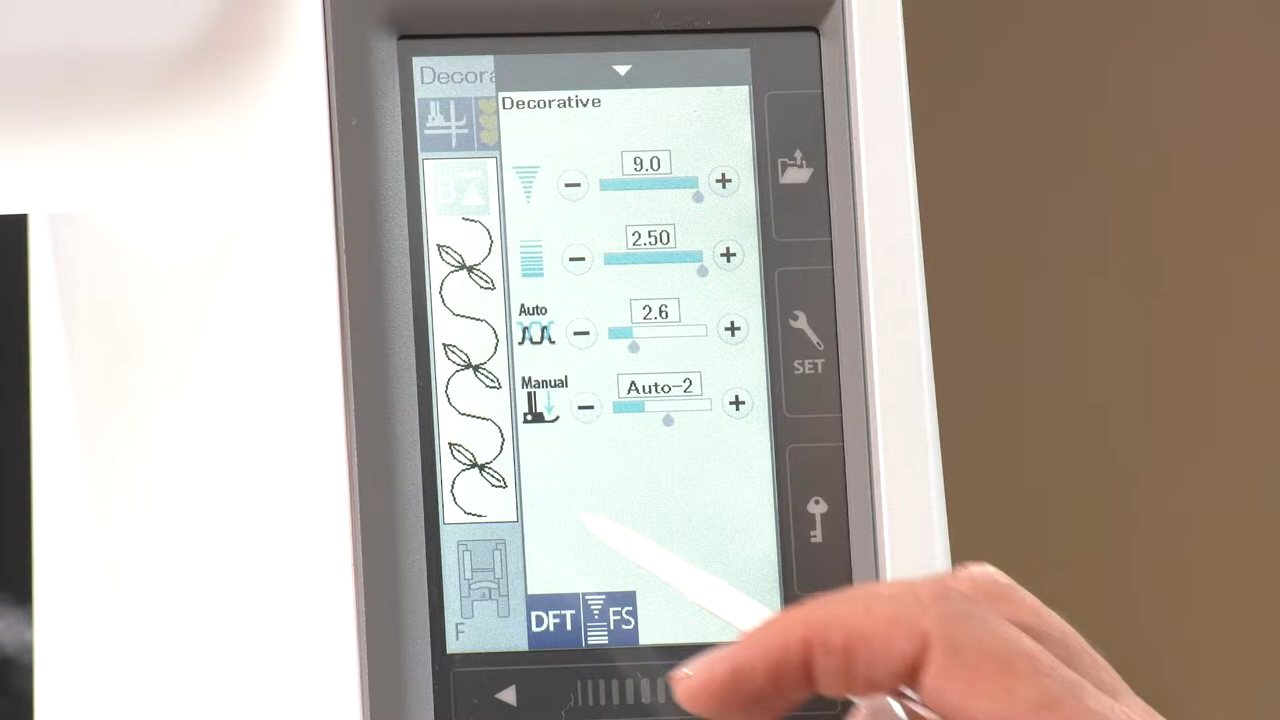 Decora
Decorative
9.0
2.50
Auto
2.6
Manual
Auto-2
SET
DFT
FS
F